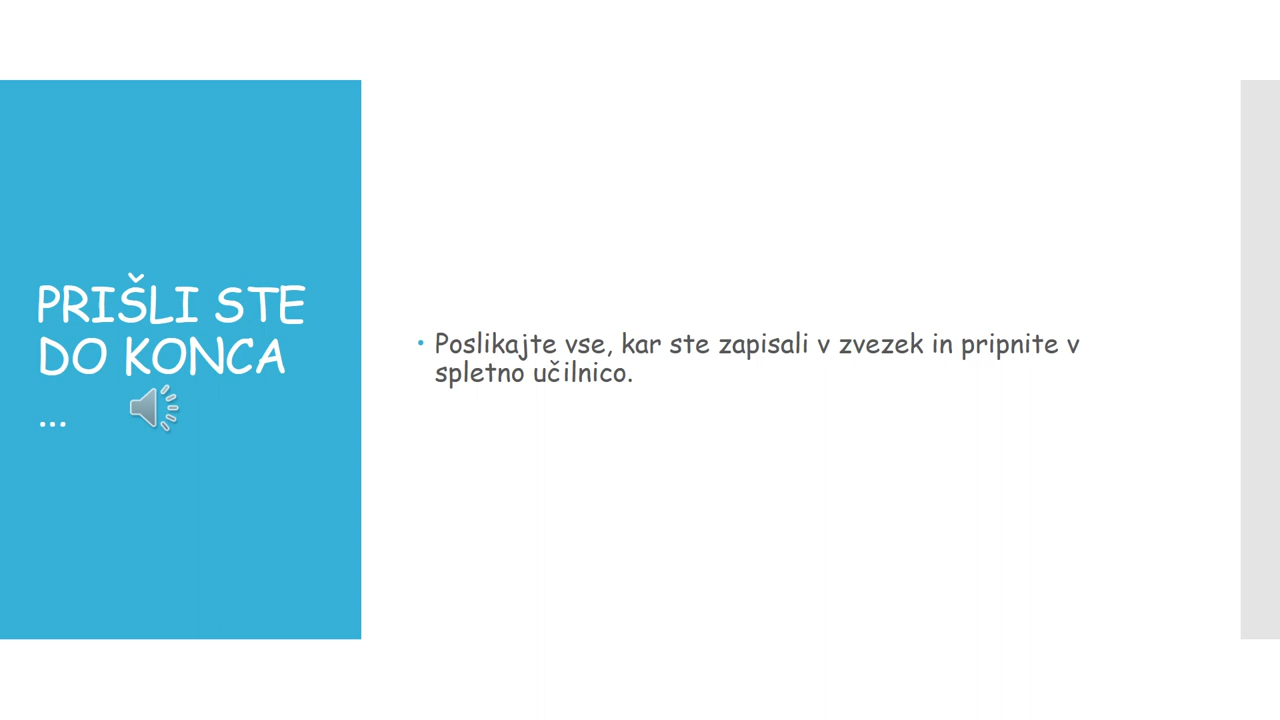 PRIŠLI STE
DO KONCA
…
• Poslikajte vse, kar ste zapisali v zvezek in pripnite v
spletno učilnico.